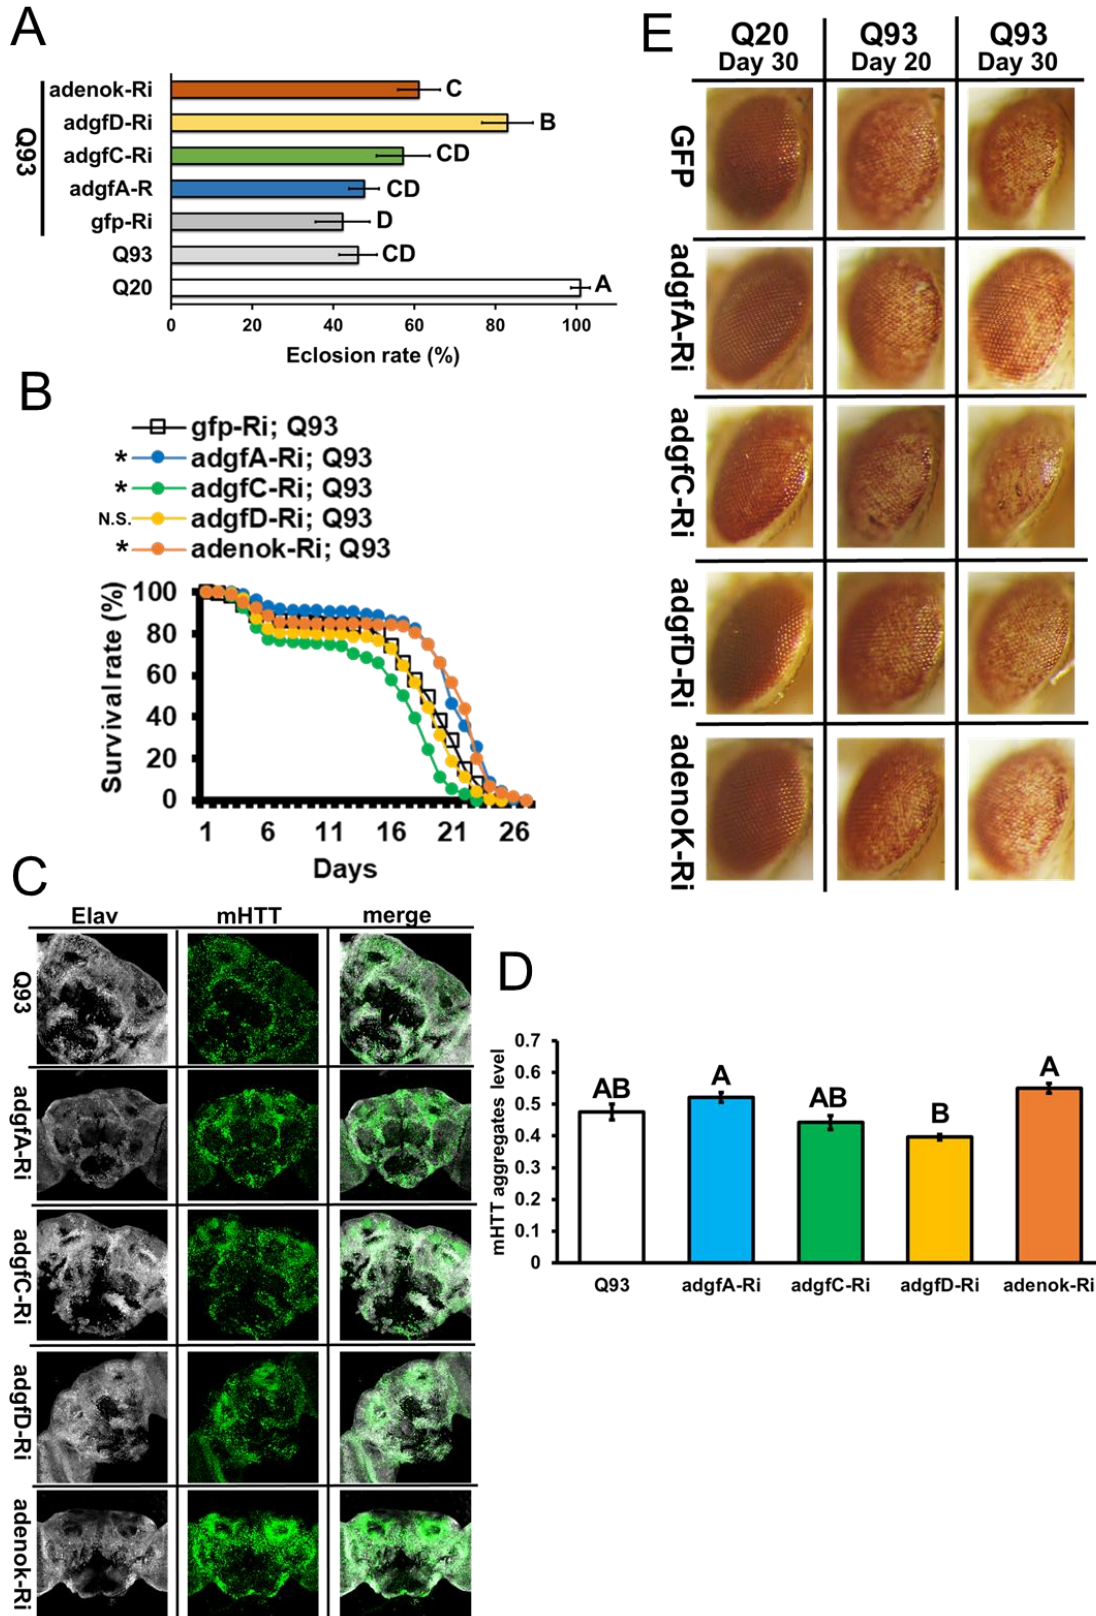 A
Q93
adenok-Ri
C
adgfD-Ri
B
adgfC-Ri
CD
adgfA-R
CD
gfp-Ri
D
Q93
CD
Q20
A
0 20 40 60 80 100
Eclosion rate (%)
B
gfp-Ri; Q93
* adgfA-Ri; Q93
* adgfC-Ri; Q93
N.S. adgfD-Ri; Q93
* adenok-Ri; Q93
Survival rate (%)
100
80
60
40
20
0
1 6 11 16 21 26
Days
C
Elav mHTT merge
Q93
adgfA-Ri
adgfC-Ri
adgfD-Ri
adenok-Ri
D
mHTT aggregates level
0.7
0.6
0.5
0.4
0.3
0.2
0.1
0
AB A AB B A
Q93 adgfA-Ri adgfC-Ri adgfD-Ri adenok-Ri
E
Q20 Q93 Q93
Day 30 Day 20 Day 30
GFP
adgfA-Ri
adgfC-Ri
adgfD-Ri
adenoK-Ri